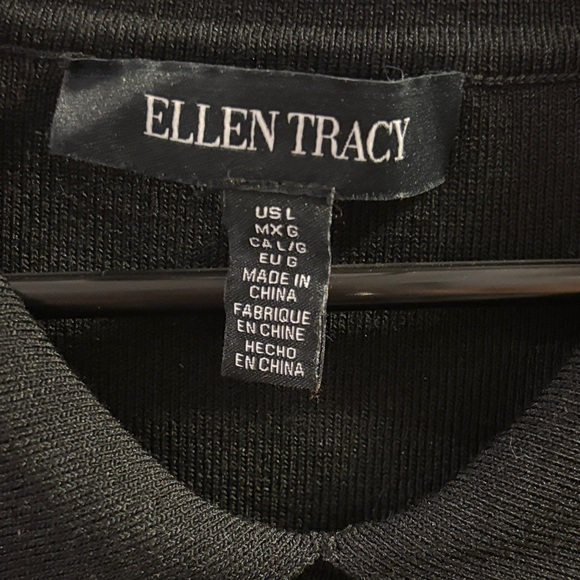 ELLEN TRACY
US L
MX G
CA L/G
EU G
MADE IN
CHINA
FABRIQUE
EN CHINE
HECHO
EN CHINA